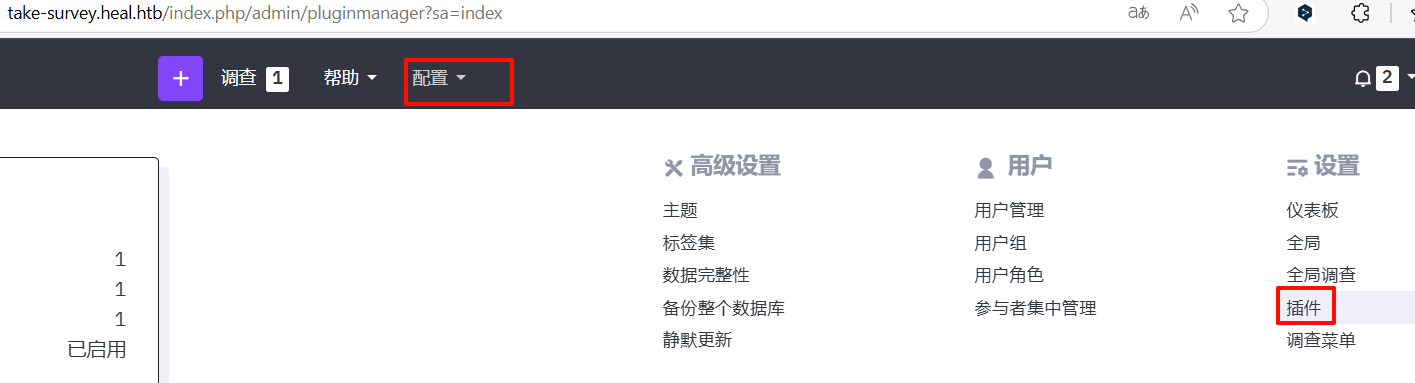 take-survey.heal.htb/index.php/admin/pluginmanager?sa=index
+ 调查 1 帮助 配置 2
高级设置 用户 设置
主题 用户管理 仪表板
标签集 用户组 全局
数据完整性 用户角色 全局调查
备份整个数据库 参与者集中管理 插件
静默更新 调查菜单
1
1
1
已启用